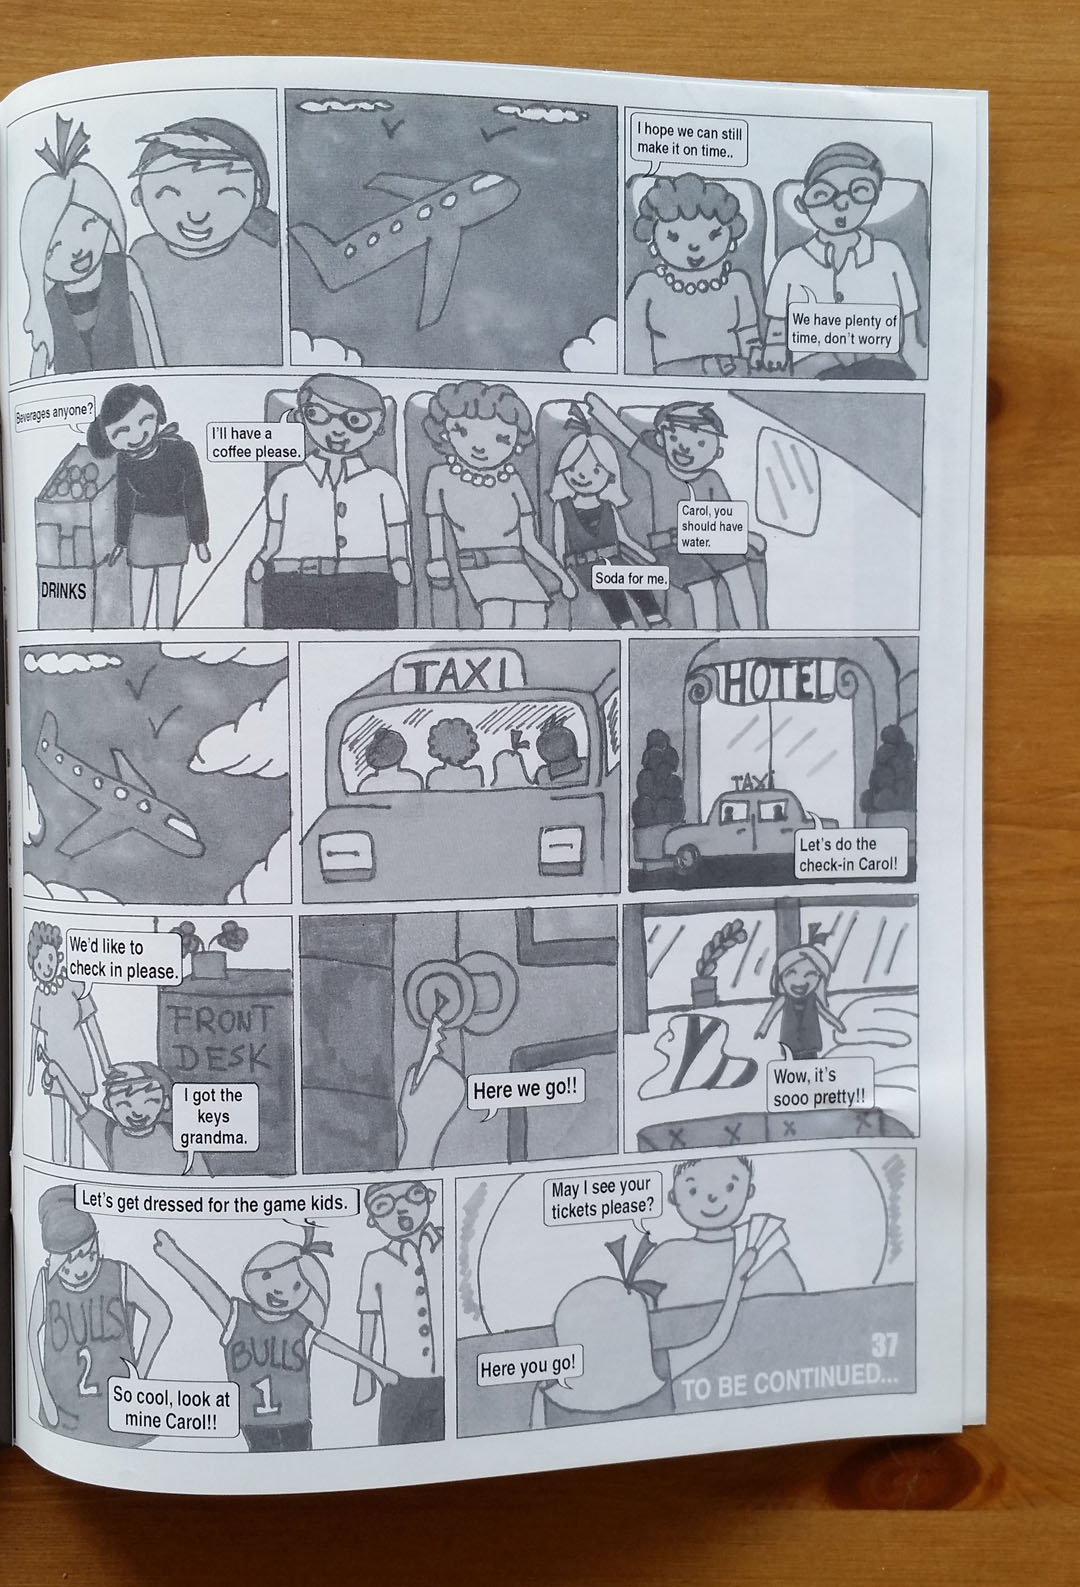 I hope we can still
make it on time..
We have plenty of
time, don't worry
Beverages anyone?
I'll have a
coffee please.
Carol, you
should have
water.
Soda for me.
DRINKS
TAXI
HOTEL
TAXI
Let's do the
check-in Carol!
We'd like to
check in please.
FRONT
DESK
I got the
keys
grandma.
Here we go!!
Wow, it's
sooo pretty!!
Let's get dressed for the game kids.
BULLS
2
BULLS
1
So cool, look at
mine Carol!!
May I see your
tickets please?
Here you go!
37
TO BE CONTINUED...